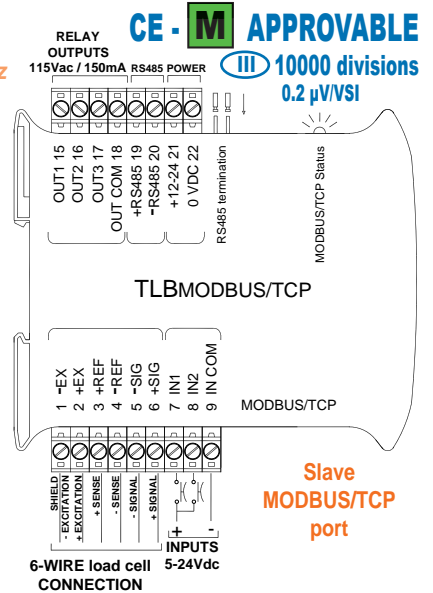 CE - M APPROVABLE
III 10000 divisions
0.2 µV/VSI
z
RELAY
OUTPUTS
115Vac / 150mA RS485 POWER
OUT1 15
OUT2 16
OUT3 17
OUT COM 18
+RS485 19
-RS485 20
+12-24 21
0 VDC 22
RS485 termination
MODBUS/TCP Status
TLBMODBUS/TCP
1 -EX
2 +EX
3 +REF
4 -REF
5 -SIG
6 +SIG
7 IN1
8 IN2
9 IN COM
MODBUS/TCP
SHIELD
- EXCITATION
+ EXCITATION
+ SENSE
- SENSE
- SIGNAL
+ SIGNAL
+ -
INPUTS
5-24Vdc
6-WIRE load cell
CONNECTION
Slave
MODBUS/TCP
port